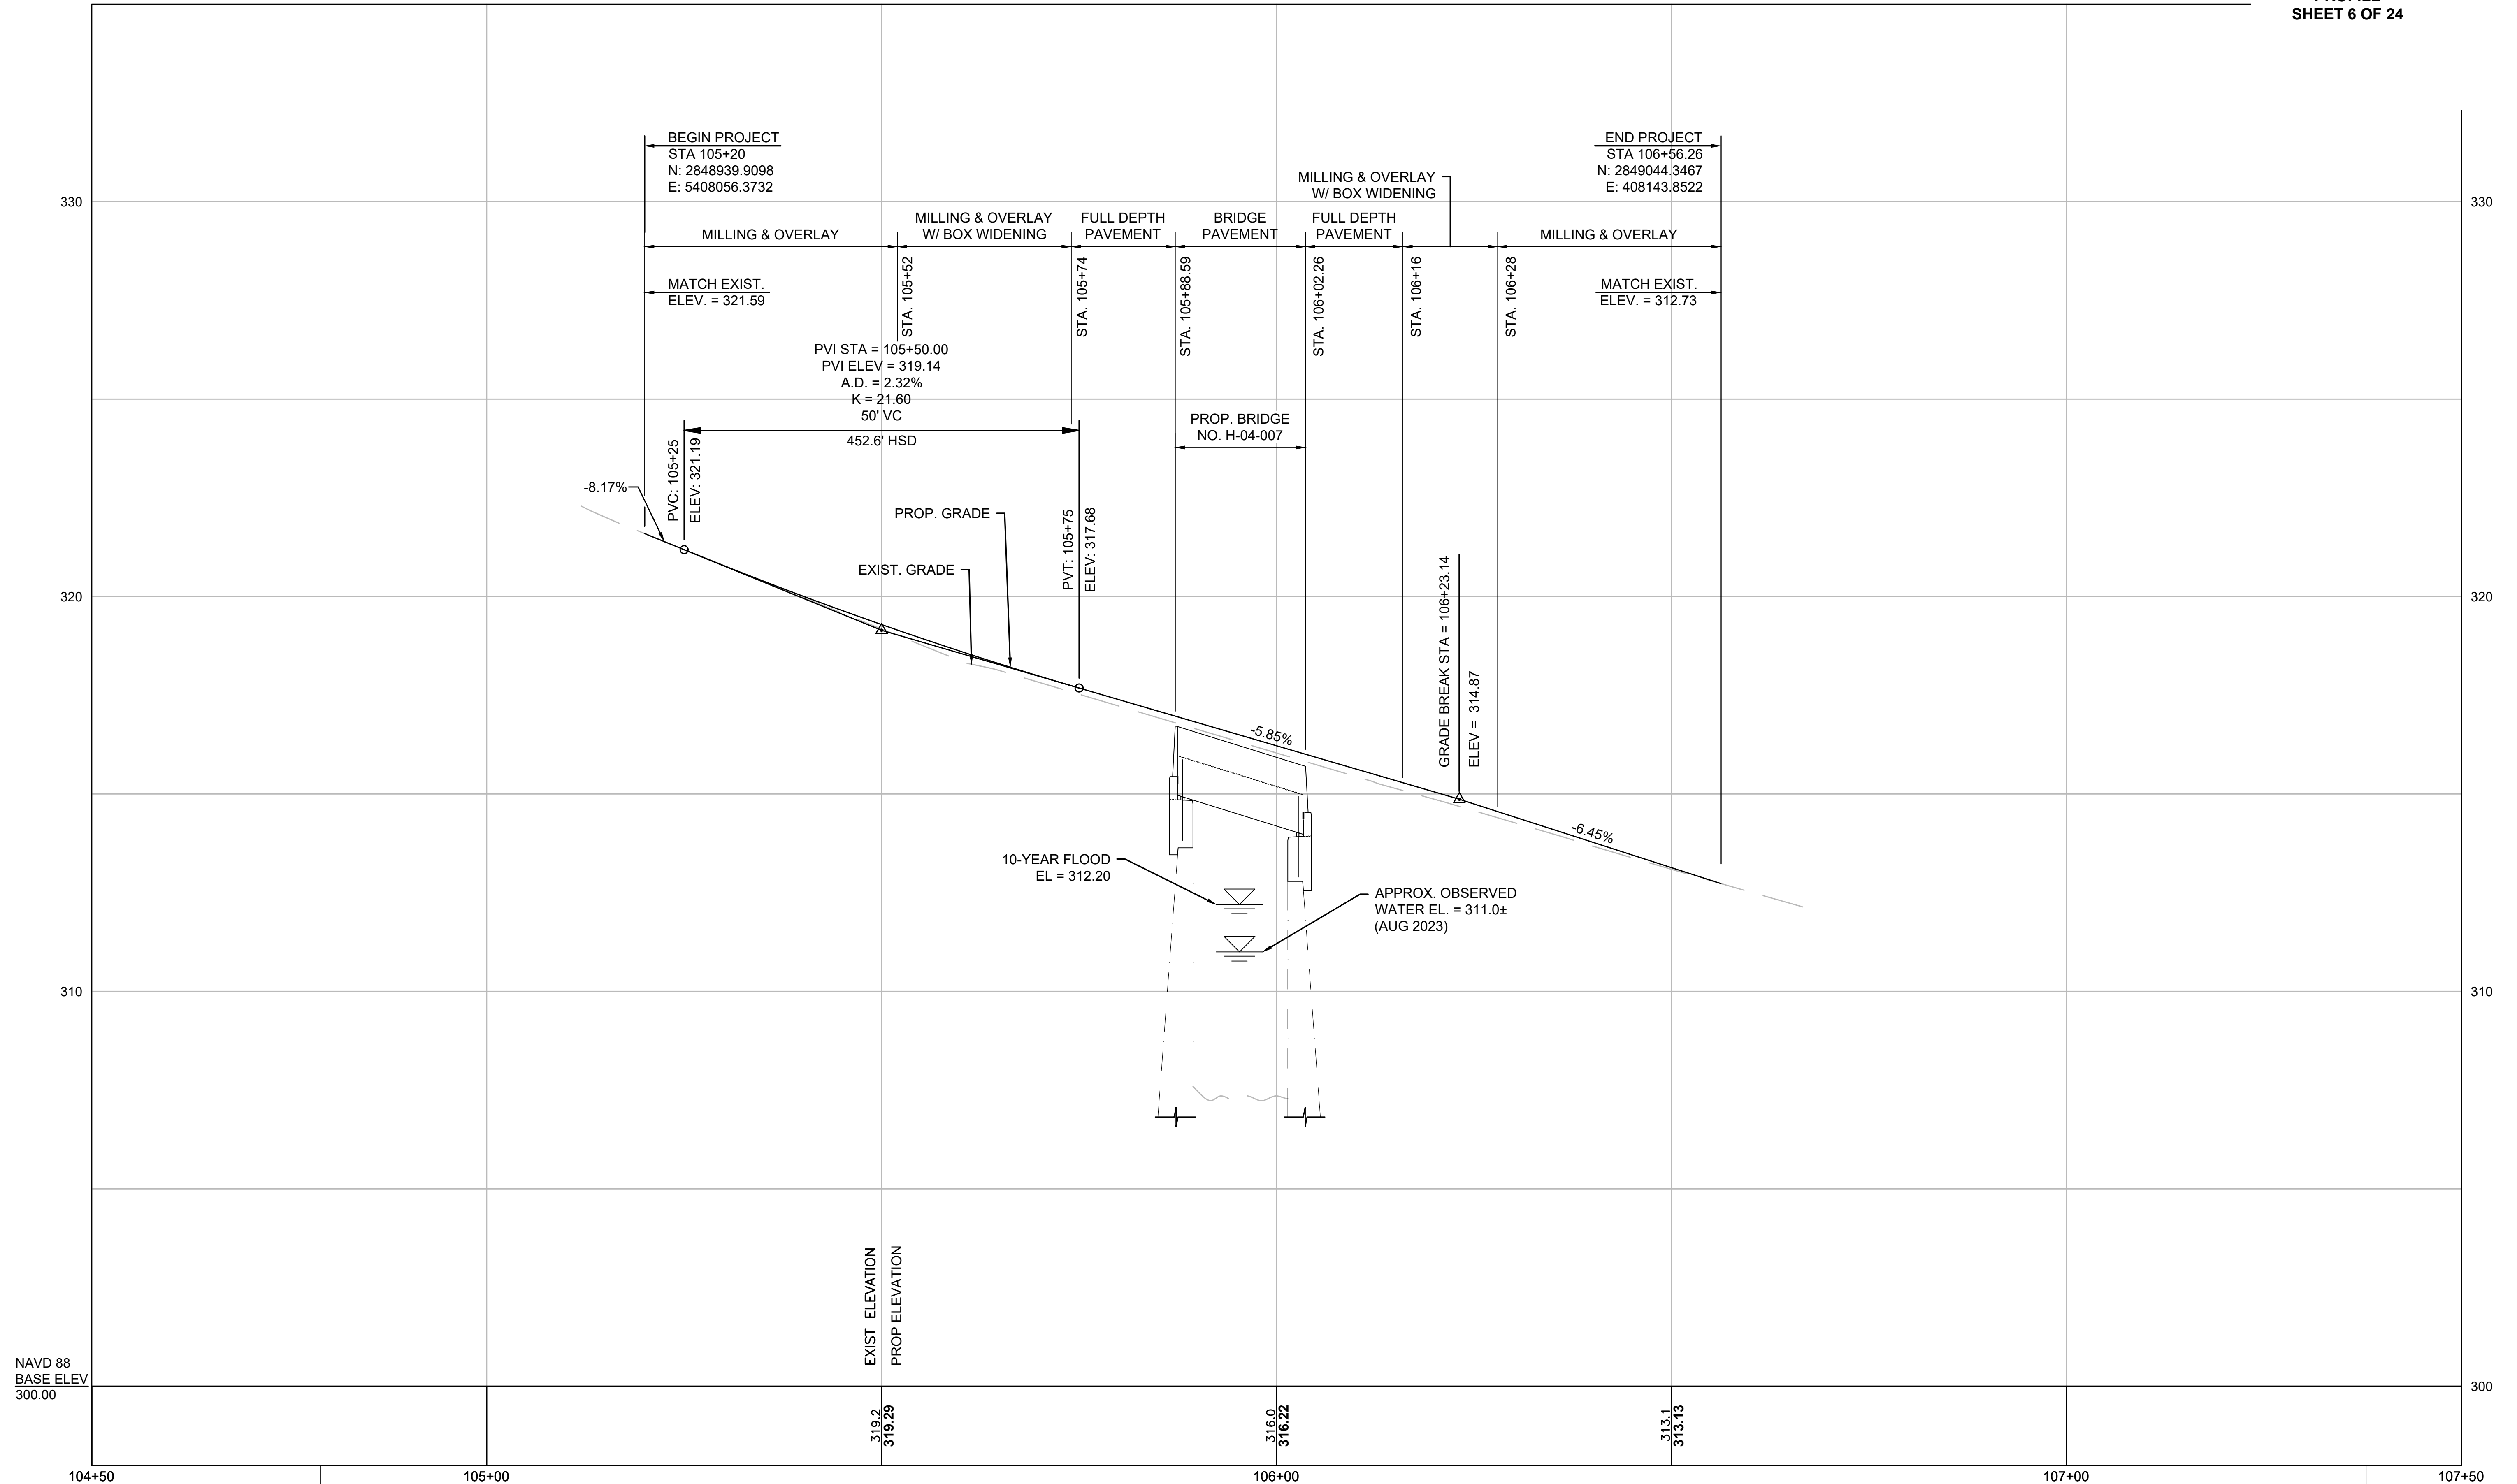 SHEET 6 OF 24
BEGIN PROJECT
STA 105+20
N: 2848939.9098
E: 5408056.3732
END PROJECT
STA 106+56.26
N: 2849044.3467
E: 408143.8522
MILLING & OVERLAY
W/ BOX WIDENING
330
330
MILLING & OVERLAY
MILLING & OVERLAY
W/ BOX WIDENING
FULL DEPTH
PAVEMENT
BRIDGE
PAVEMENT
FULL DEPTH
PAVEMENT
MILLING & OVERLAY
STA. 105+52
STA. 105+74
STA. 105+88.59
STA. 106+02.26
STA. 106+16
STA. 106+28
MATCH EXIST.
ELEV. = 321.59
MATCH EXIST.
ELEV. = 312.73
PVI STA = 105+50.00
PVI ELEV = 319.14
A.D. = 2.32%
K = 21.60
50' VC
452.6' HSD
PROP. BRIDGE
NO. H-04-007
PVC: 105+25
ELEV: 321.19
-8.17%
PROP. GRADE
EXIST. GRADE
PVT: 105+75
ELEV: 317.68
320
320
GRADE BREAK STA = 106+23.14
ELEV = 314.87
-5.85%
-6.45%
10-YEAR FLOOD
EL = 312.20
APPROX. OBSERVED
WATER EL. = 311.0±
(AUG 2023)
310
310
EXIST ELEVATION
PROP ELEVATION
NAVD 88
BASE ELEV
300.00
300
319.2
319.29
316.0
316.22
313.1
313.13
104+50
105+00
106+00
107+00
107+50